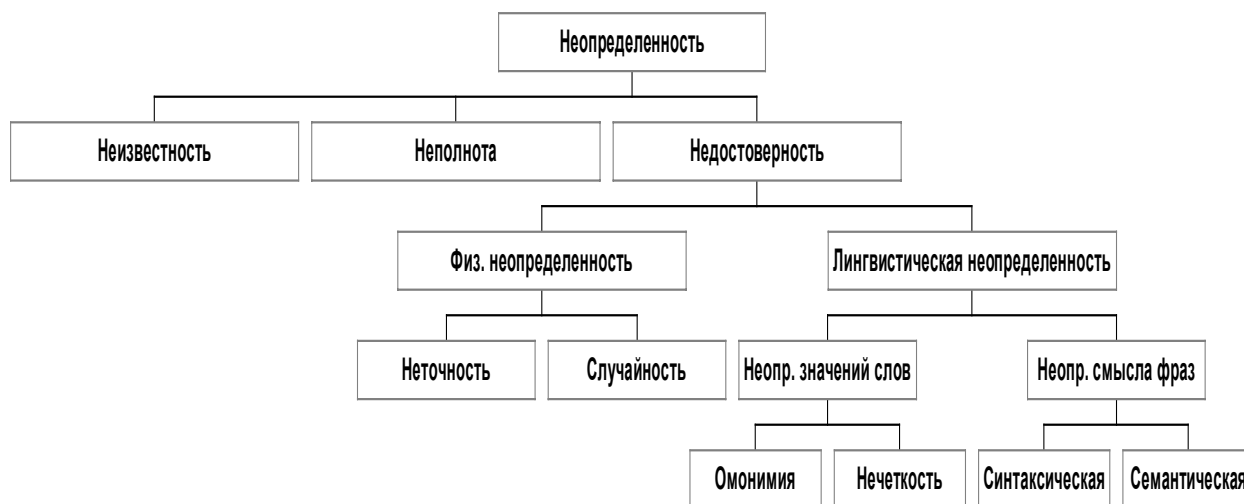 Неопределенность
Неизвестность
Неполнота
Недостоверность
Физ. неопределенность
Лингвистическая неопределенность
Неточность
Случайность
Неопр. значений слов
Неопр. смысла фраз
Омонимия
Нечеткость
Синтаксическая
Семантическая